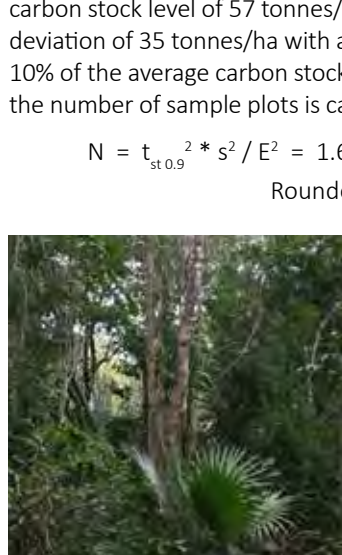 carbon stock level of 57 tonnes/
deviation of 35 tonnes/ha with a
10% of the average carbon stock
the number of sample plots is ca
N = t st 0.9 ² * s² / E² = 1.6
Rounde